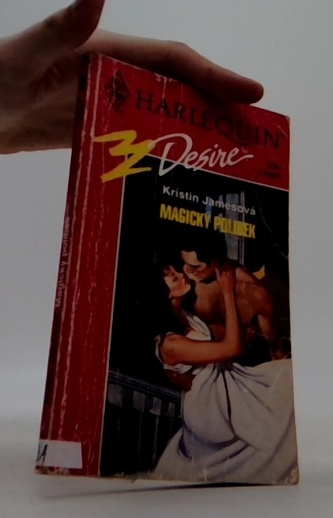 HARLEQUIN
Desire
Kristin Jamesová
MAGICKÝ POLIBEK